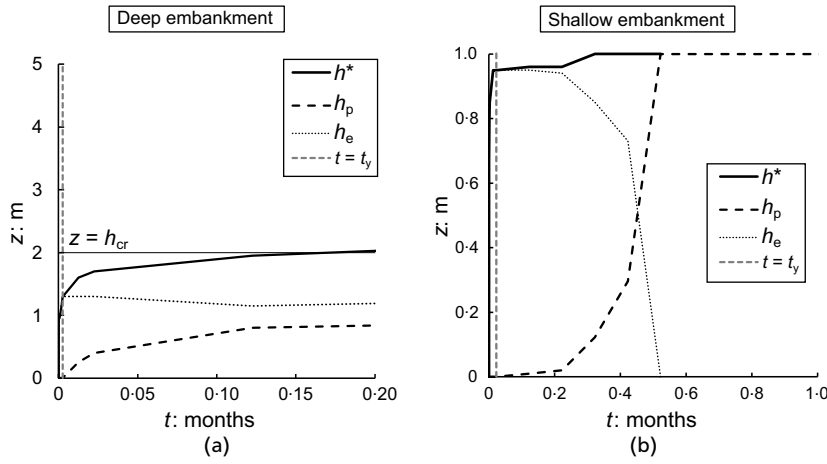 Deep embankment
5
4
3
2
1
0
z: m
h*
hp
he
t = ty
z = hcr
0
0·05
0·10
0·15
0·20
t: months
(a)
Shallow embankment
1·0
0·8
0·6
0·4
0·2
0
z: m
h*
hp
he
t = ty
0
0·2
0·4
0·6
0·8
1·0
t: months
(b)